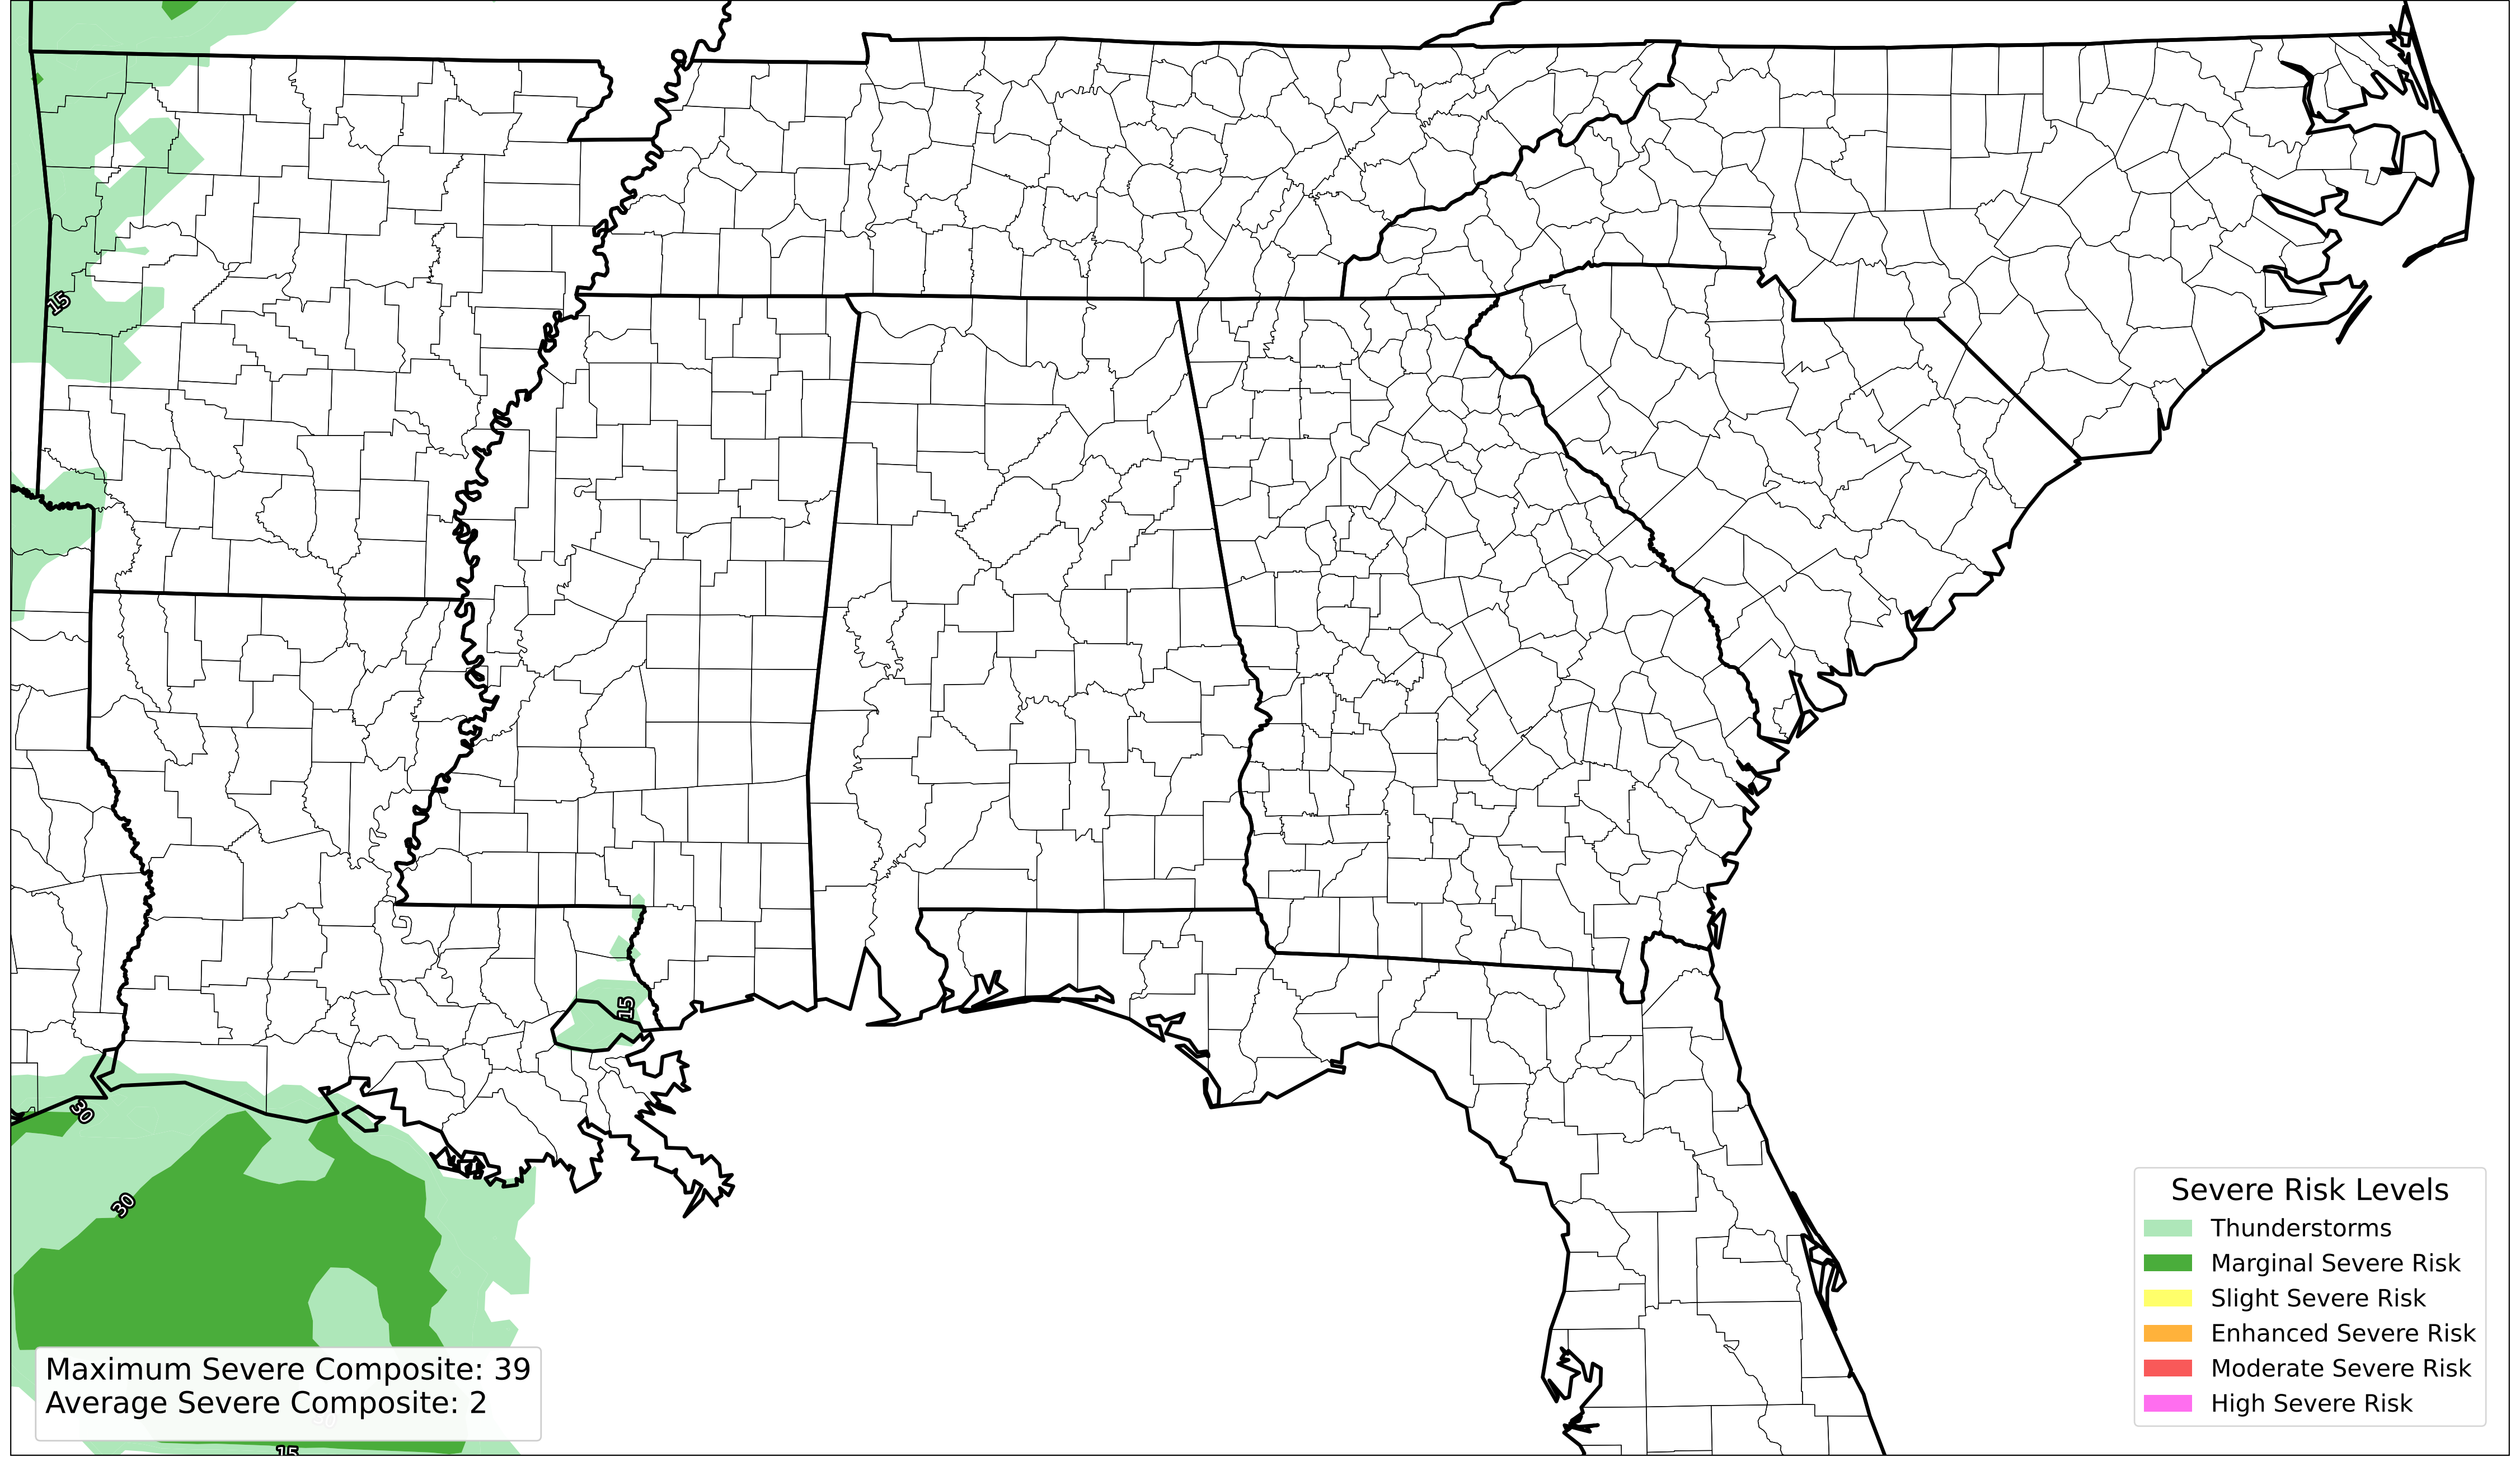 15
15
30
30
Maximum Severe Composite: 39
Average Severe Composite: 2
30
15
Severe Risk Levels
Thunderstorms
Marginal Severe Risk
Slight Severe Risk
Enhanced Severe Risk
Moderate Severe Risk
High Severe Risk